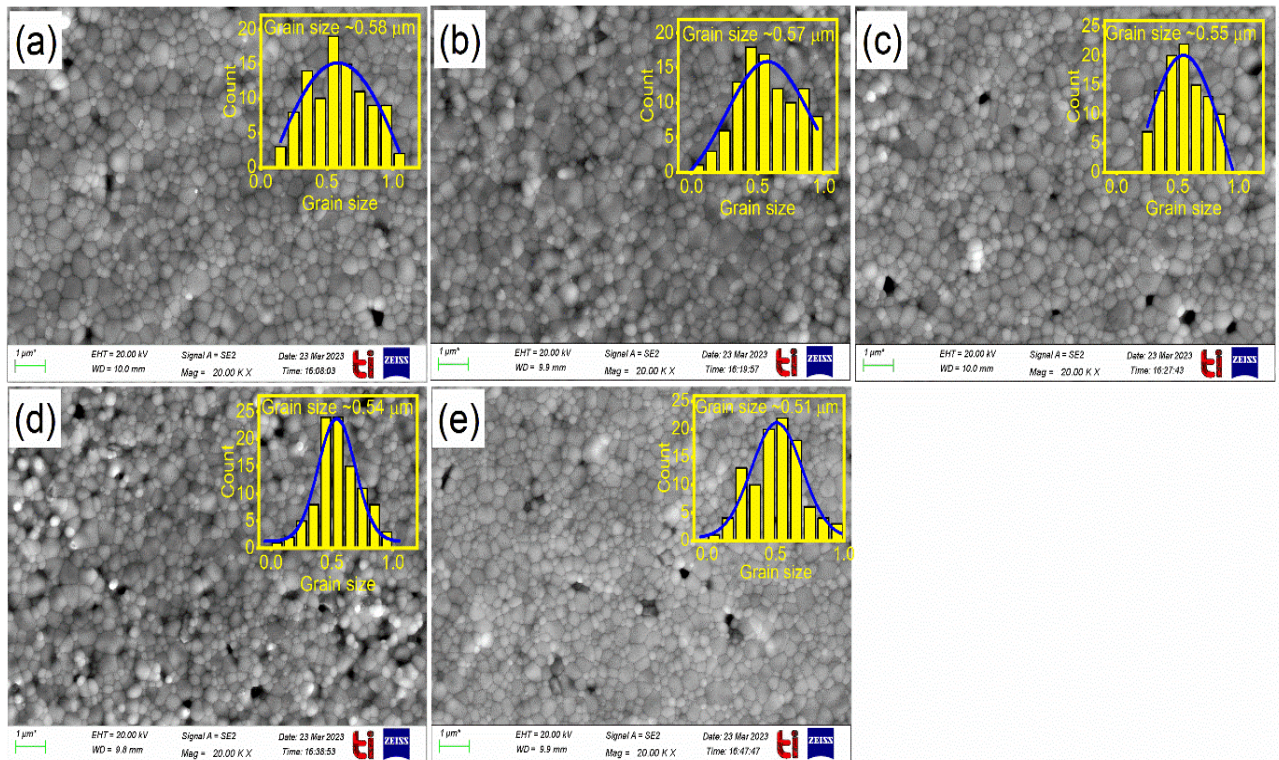 (a)
Grain size ~0.58 μm
20
15
10
5
0
Count
0.0 0.5 1.0
Grain size
1 μm*
EHT = 20.00 kV
Signal A = SE2
Date: 23 Mar 2023
WD = 10.0 mm
Mag = 20.00 K X
Time: 16:08:03
ti
ZEISS
(b)
Grain size ~0.57 μm
20
15
10
5
0
Count
0.0 0.5 1.0
Grain size
1 μm*
EHT = 20.00 kV
Signal A = SE2
Date: 23 Mar 2023
WD = 9.9 mm
Mag = 20.00 K X
Time: 16:19:57
ti
ZEISS
(c)
Grain size ~0.55 μm
25
20
15
10
5
0
Count
0.0 0.5 1.0
Grain size
1 μm*
EHT = 20.00 kV
Signal A = SE2
Date: 23 Mar 2023
WD = 10.0 mm
Mag = 20.00 K X
Time: 16:27:43
ti
ZEISS
(d)
Grain size ~0.54 μm
25
20
15
10
5
0
Count
0.0 0.5 1.0
Grain size
1 μm*
EHT = 20.00 kV
Signal A = SE2
Date: 23 Mar 2023
WD = 9.8 mm
Mag = 20.00 K X
Time: 16:38:53
ti
ZEISS
(e)
Grain size ~0.51 μm
25
20
15
10
5
0
Count
0.0 0.5 1.0
Grain size
1 μm*
EHT = 20.00 kV
Signal A = SE2
Date: 23 Mar 2023
WD = 9.9 mm
Mag = 20.00 K X
Time: 16:47:47
ti
ZEISS